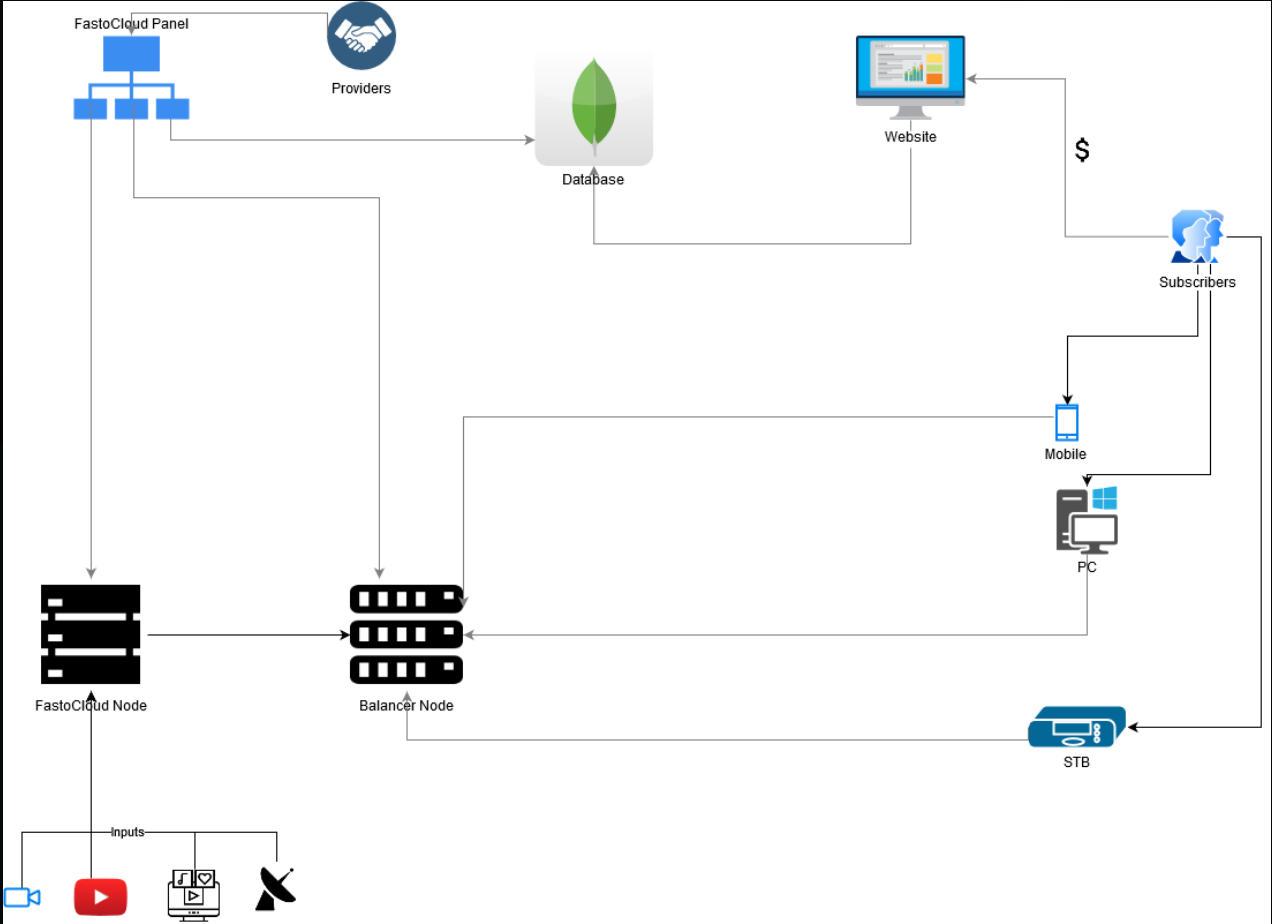 FastoCloud Panel
Providers
Database
Website
$
Subscribers
Mobile
PC
FastoCloud Node
Balancer Node
STB
Inputs